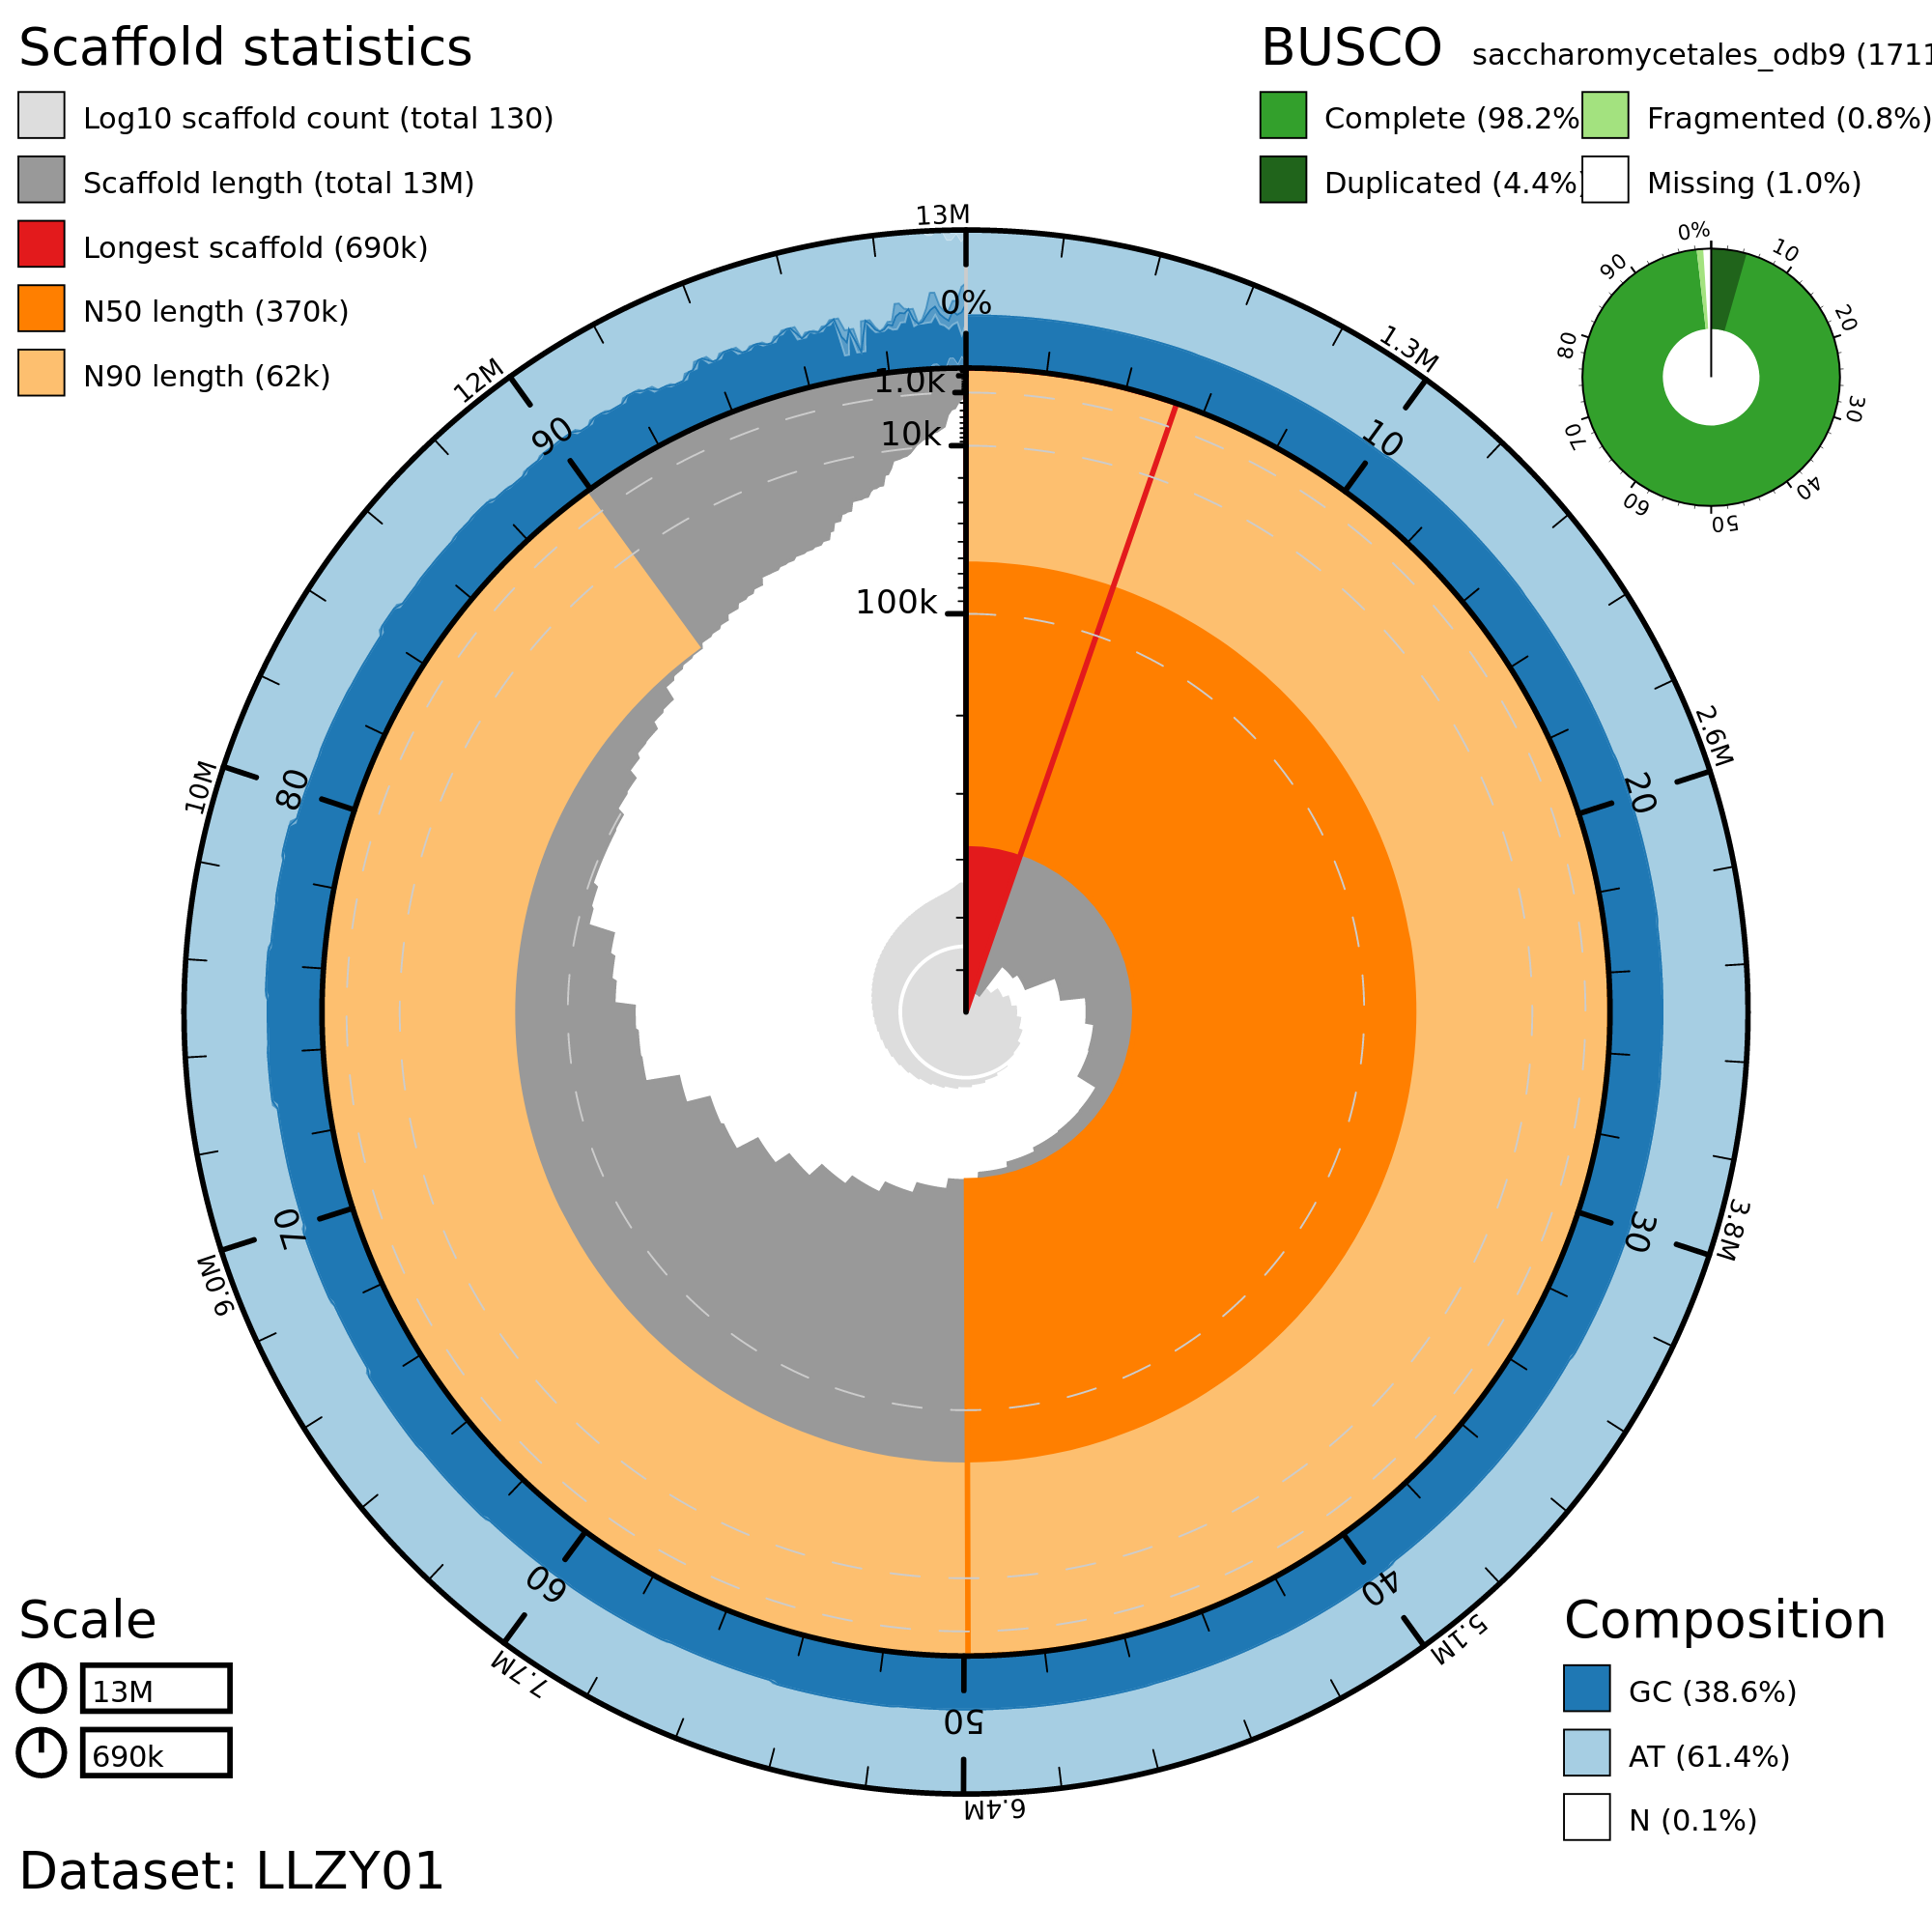 Scaffold statistics
Log10 scaffold count (total 130)
Scaffold length (total 13M)
Longest scaffold (690k)
N50 length (370k)
N90 length (62k)
BUSCO saccharomycetales_odb9 (1711
Complete (98.2%
Fragmented (0.8%)
Duplicated (4.4%)
Missing (1.0%)
0%
10
20
30
40
50
60
70
80
90
13M
1.3M
2.6M
3.8M
5.1M
6.4M
7.7M
9.0M
10M
12M
0%
10
20
30
40
50
60
70
80
90
1.0k
10k
100k
Scale
13M
690k
Composition
GC (38.6%)
AT (61.4%)
N (0.1%)
Dataset: LLZY01